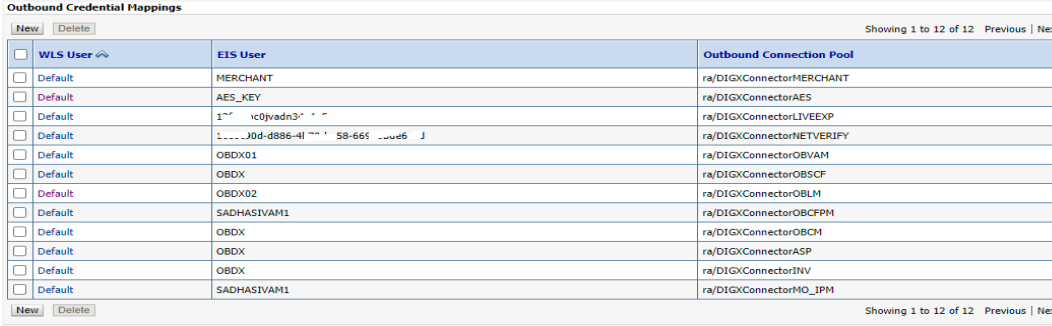 Outbound Credential Mappings
New Delete Showing 1 to 12 of 12 Previous |
WLS User EIS User Outbound Connection Pool
Default MERCHANT ra/DIGXConnectorMERCHANT
Default AES_KEY ra/DIGXConnectorAES
Default ra/DIGXConnectorLIVEEXP
Default ra/DIGXConnectorNETVERIFY
Default OBDX01 ra/DIGXConnectorOBVAM
Default OBDX ra/DIGXConnectorOBSCF
Default OBDX02 ra/DIGXConnectorOBLM
Default SADHASIVAM1 ra/DIGXConnectorOBCFPM
Default OBDX ra/DIGXConnectorOBCM
Default OBDX ra/DIGXConnectorASP
Default OBDX ra/DIGXConnectorINV
Default SADHASIVAM1 ra/DIGXConnectorMO_IPM
New Delete Showing 1 to 12 of 12 Previous |